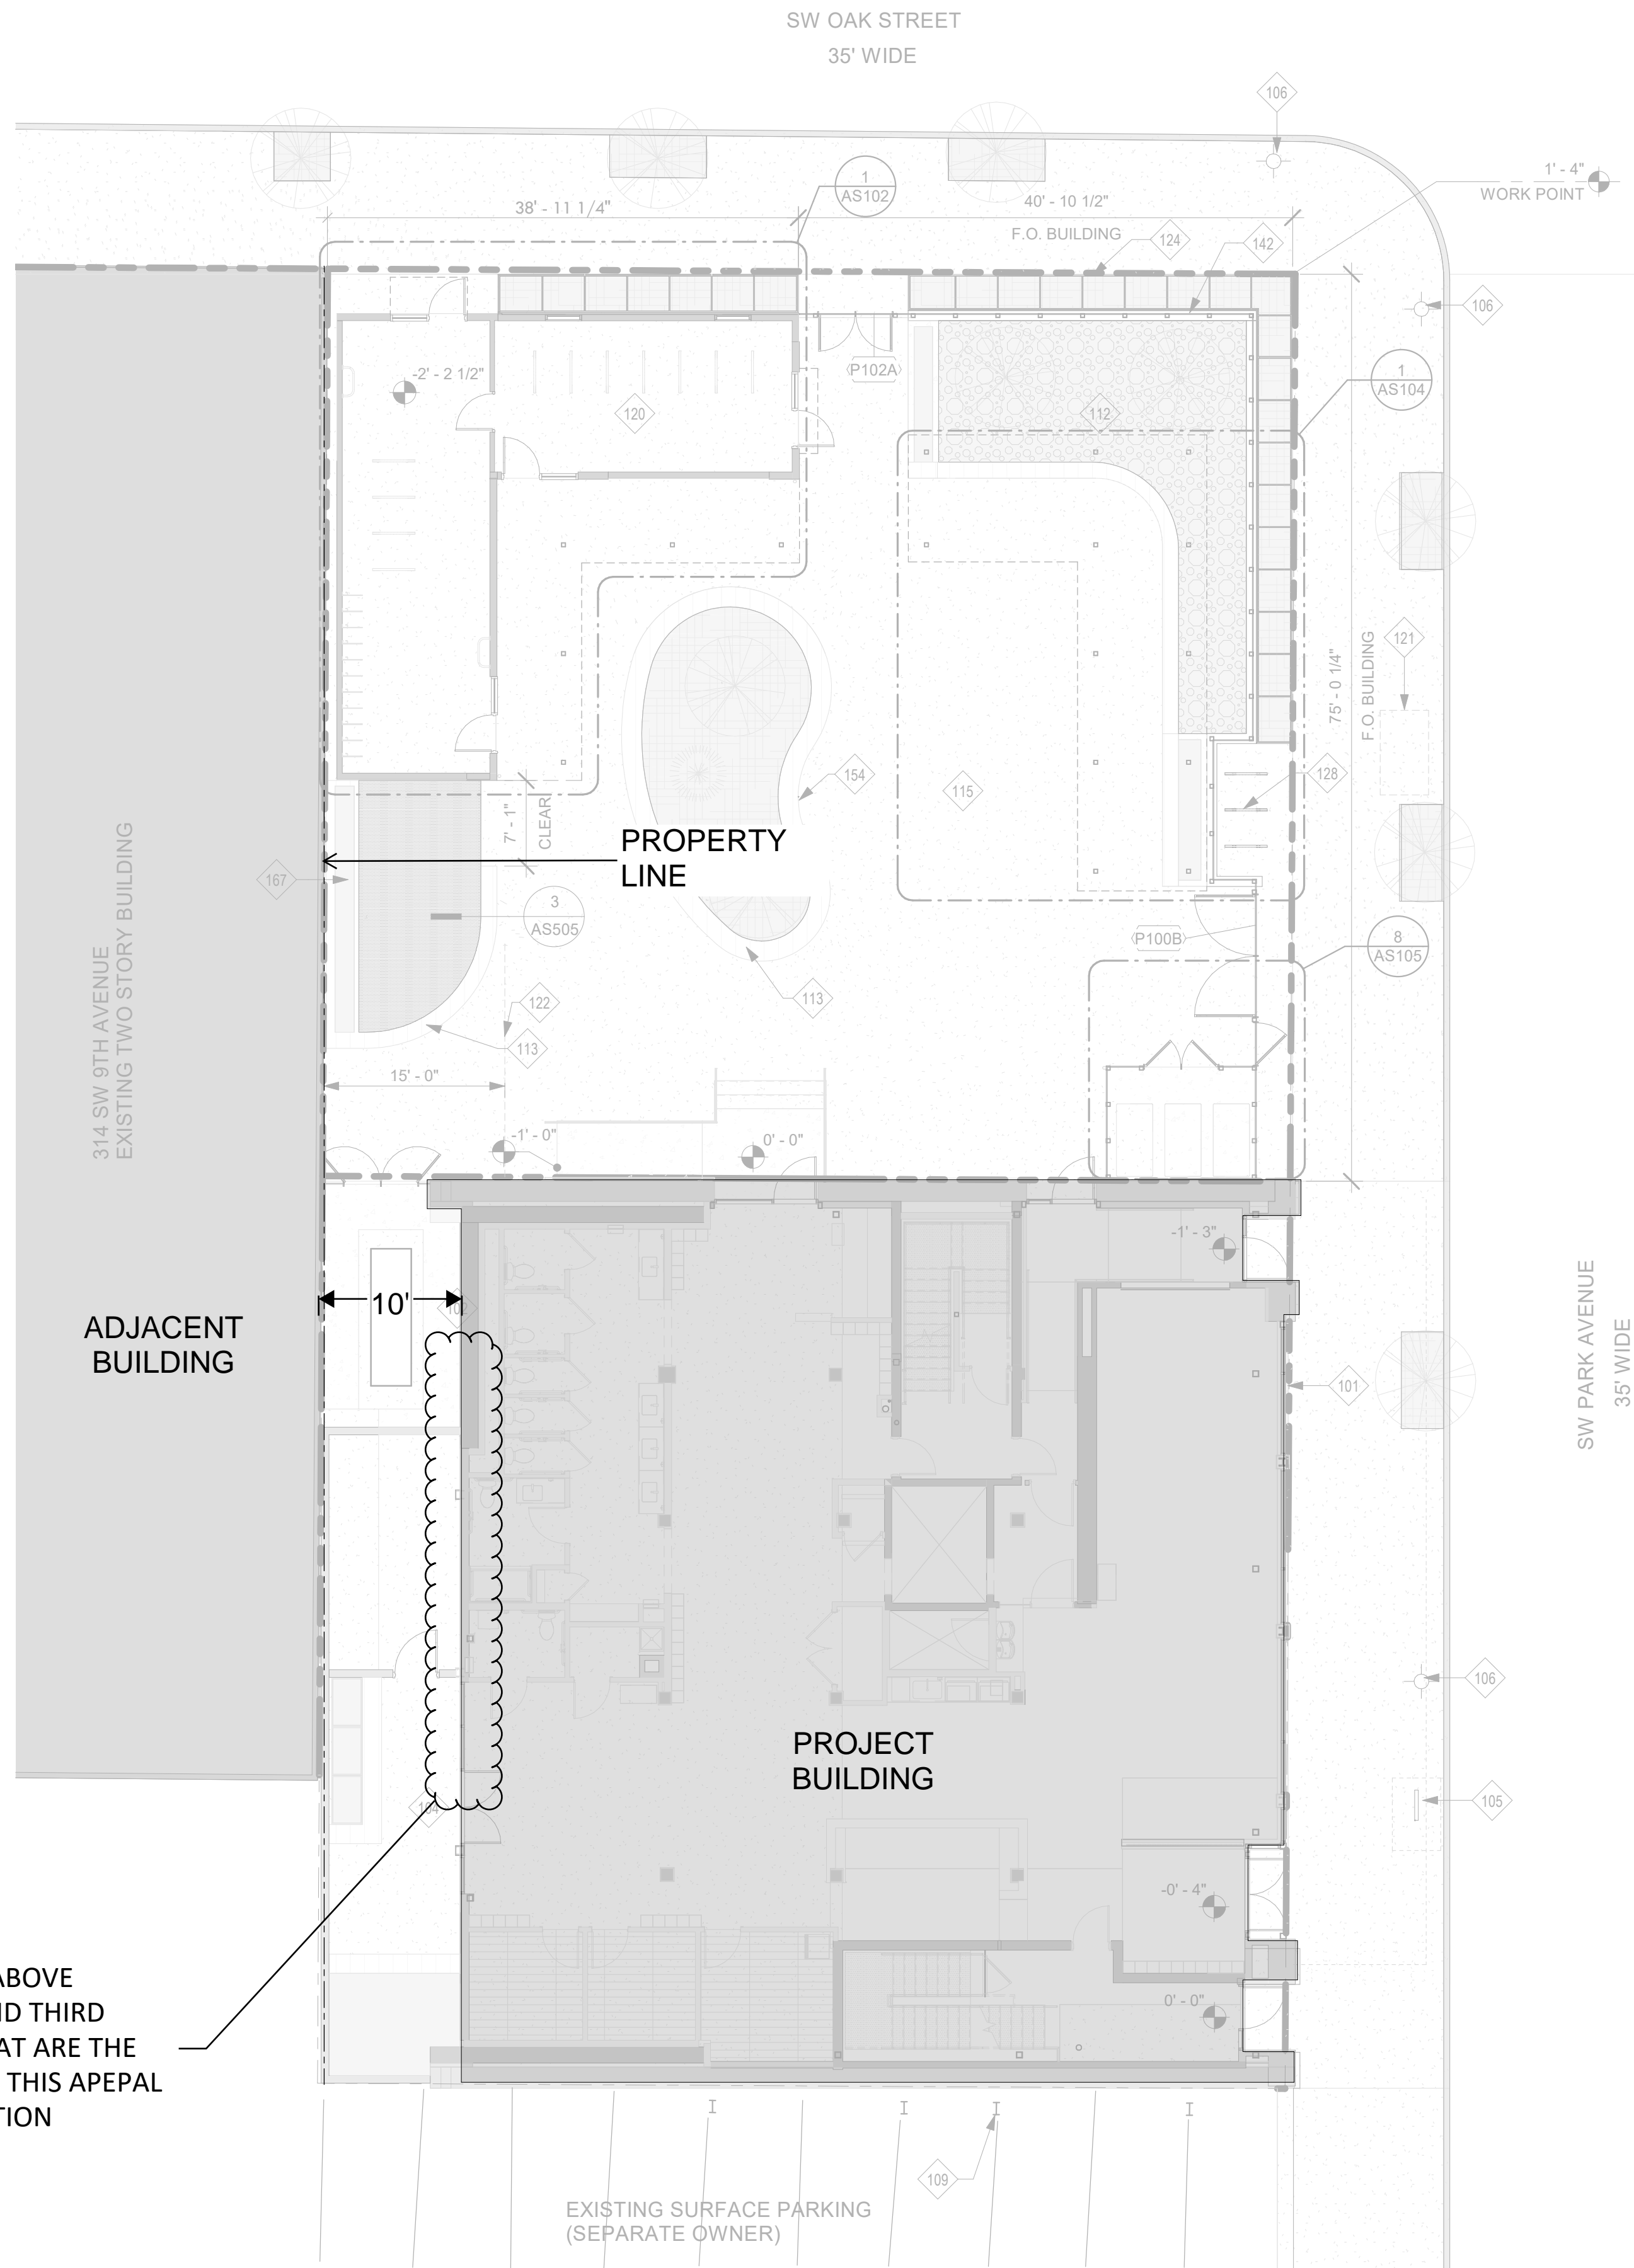 SW OAK STREET
35' WIDE
106
1' - 4"
WORK POINT
1
AS102
38' - 11 1/4"
40' - 10 1/2"
F.O. BUILDING
124
142
106
-2' - 2 1/2"
P102A
1
AS104
120
112
121
75' - 0 1/4"
F.O. BUILDING
128
154
115
7' - 1"
CLEAR
PROPERTY
LINE
167
3
AS505
314 SW 9TH AVENUE
EXISTING TWO STORY BUILDING
P100B
8
AS105
122
113
113
15' - 0"
-1' - 0"
0' - 0"
-1' - 3"
10'
ADJACENT
BUILDING
SW PARK AVENUE
35' WIDE
101
106
PROJECT
BUILDING
105
104
-0' - 4"
0' - 0"
ABOVE
THIRD
ARE THE
THIS APEPAL
109
EXISTING SURFACE PARKING
(SEPARATE OWNER)